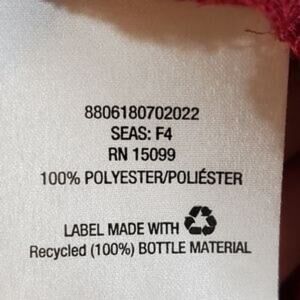 8806180702022
SEAS: F4
RN 15099
100% POLYESTER/POLIÉSTER
LABEL MADE WITH
Recycled (100%) BOTTLE MATERIAL